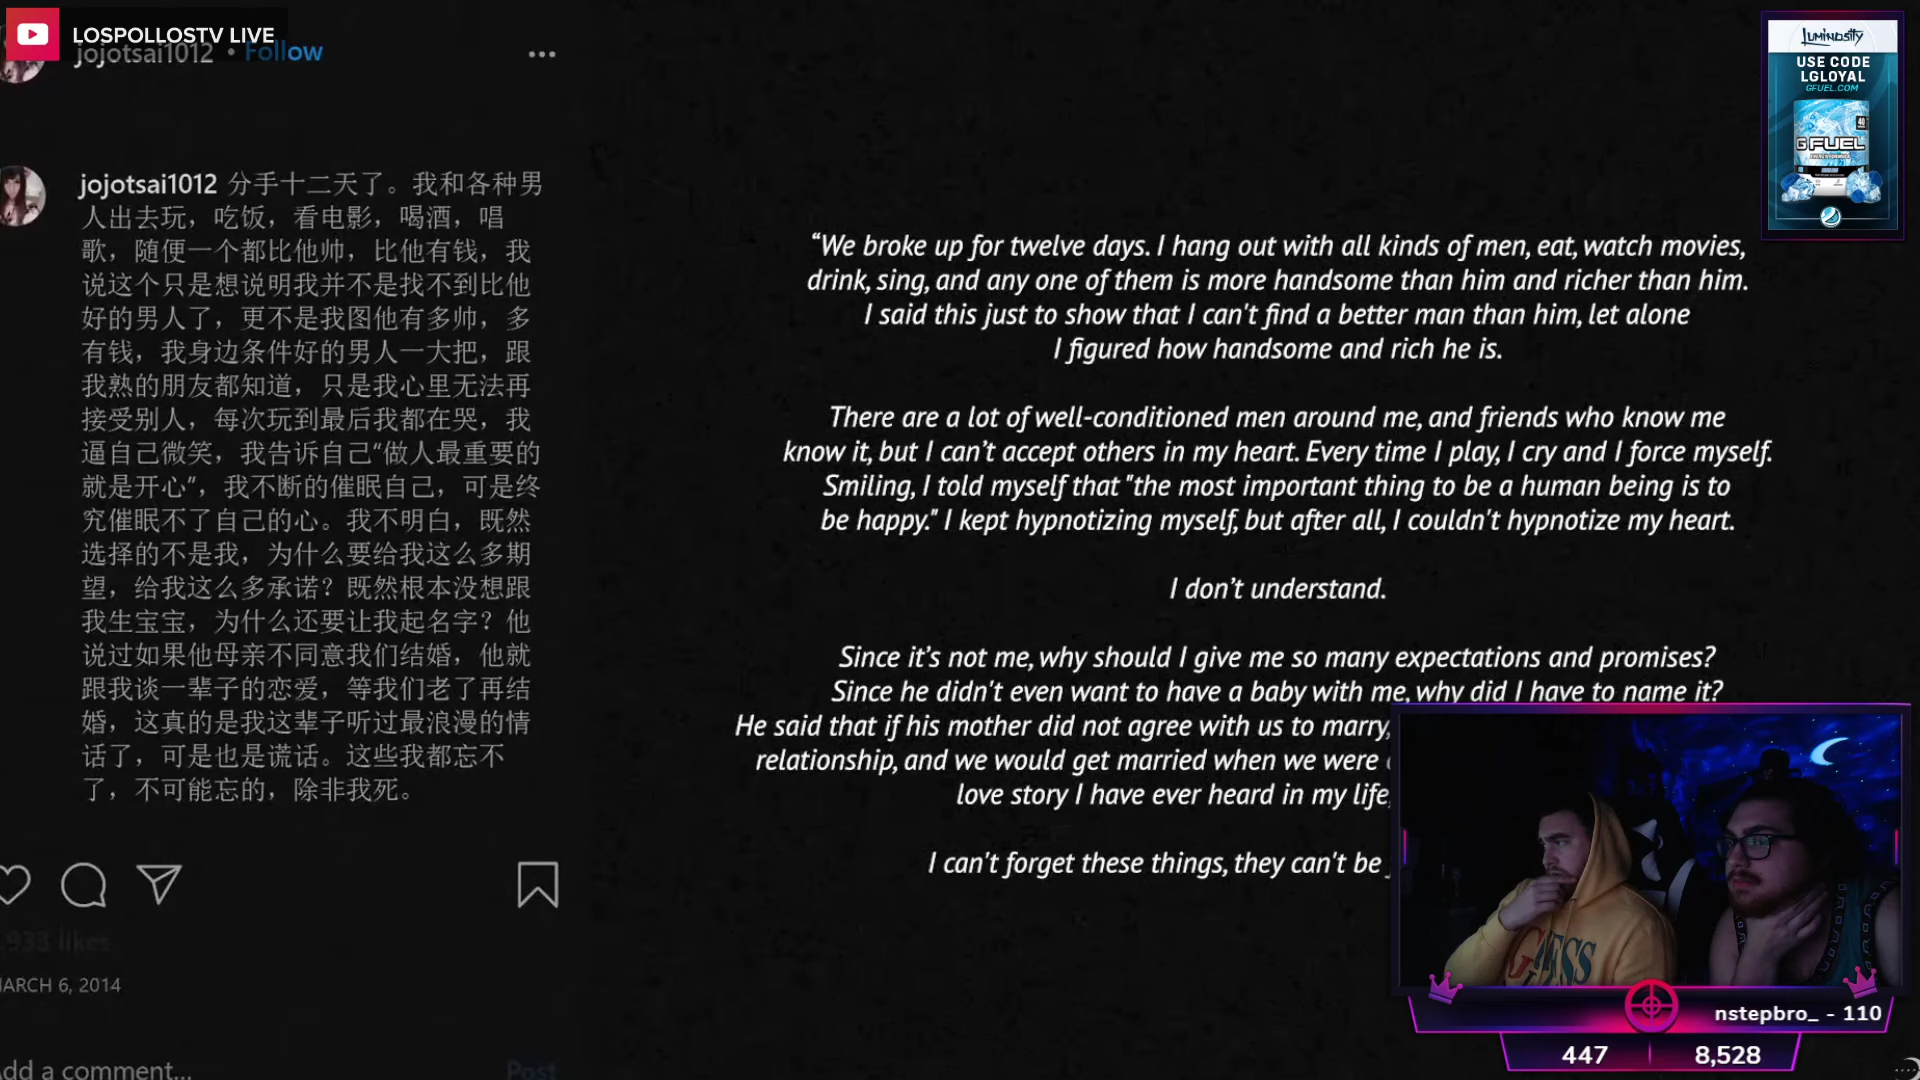 LOSPOLLOSTV LIVE
jojotsai1012 • Follow
jojotsai1012 分手十二天了。我和各种男
人出去玩，吃饭，看电影，喝酒，唱
歌，随便一个都比他帅，比他有钱，我
说这个只是想说明我并不是找不到比他
好的男人了，更不是我图他有多帅，多
有钱，我身边条件好的男人一大把，跟
我熟的朋友都知道，只是我心里无法再
接受别人，每次玩到最后我都在哭，我
逼自己微笑，我告诉自己"做人最重要的
就是开心"，我不断的催眠自己，可是终
究催眠不了自己的心。我不明白，既然
选择的不是我，为什么要给我这么多期
望，给我这么多承诺？既然根本没想跟
我生宝宝，为什么还要让我起名字？他
说过如果他母亲不同意我们结婚，他就
跟我谈一辈子的恋爱，等我们老了再结
婚，这真的是我这辈子听过最浪漫的情
话了，可是也是谎话。这些我都忘不
了，不可能忘的，除非我死。
933 likes
ARCH 6, 2014
dd a comment...
Post
“We broke up for twelve days. I hang out with all kinds of men, eat, watch movies,
drink, sing, and any one of them is more handsome than him and richer than him.
I said this just to show that I can't find a better man than him, let alone
I figured how handsome and rich he is.
There are a lot of well-conditioned men around me, and friends who know me
know it, but I can’t accept others in my heart. Every time I play, I cry and I force myself.
Smiling, I told myself that "the most important thing to be a human being is to
be happy." I kept hypnotizing myself, but after all, I couldn't hypnotize my heart.
I don’t understand.
Since it’s not me, why should I give me so many expectations and promises?
Since he didn't even want to have a baby with me, why did I have to name it?
He said that if his mother did not agree with us to marry,
relationship, and we would get married when we were
love story I have ever heard in my life,
I can't forget these things, they can't be
Luminosity
USE CODE
LGLOYAL
GFUEL.COM
40
G FUEL
nstepbro_ - 110
447
8,528